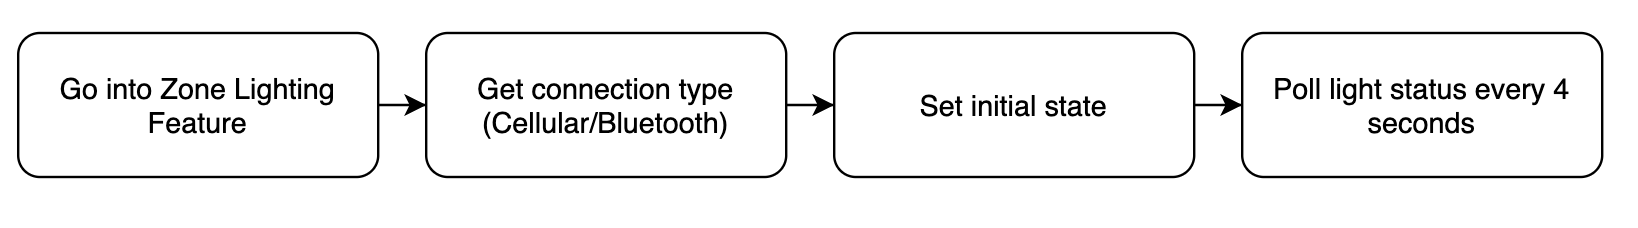 Go into Zone Lighting
Feature
Get connection type
(Cellular/Bluetooth)
Set initial state
Poll light status every 4
seconds